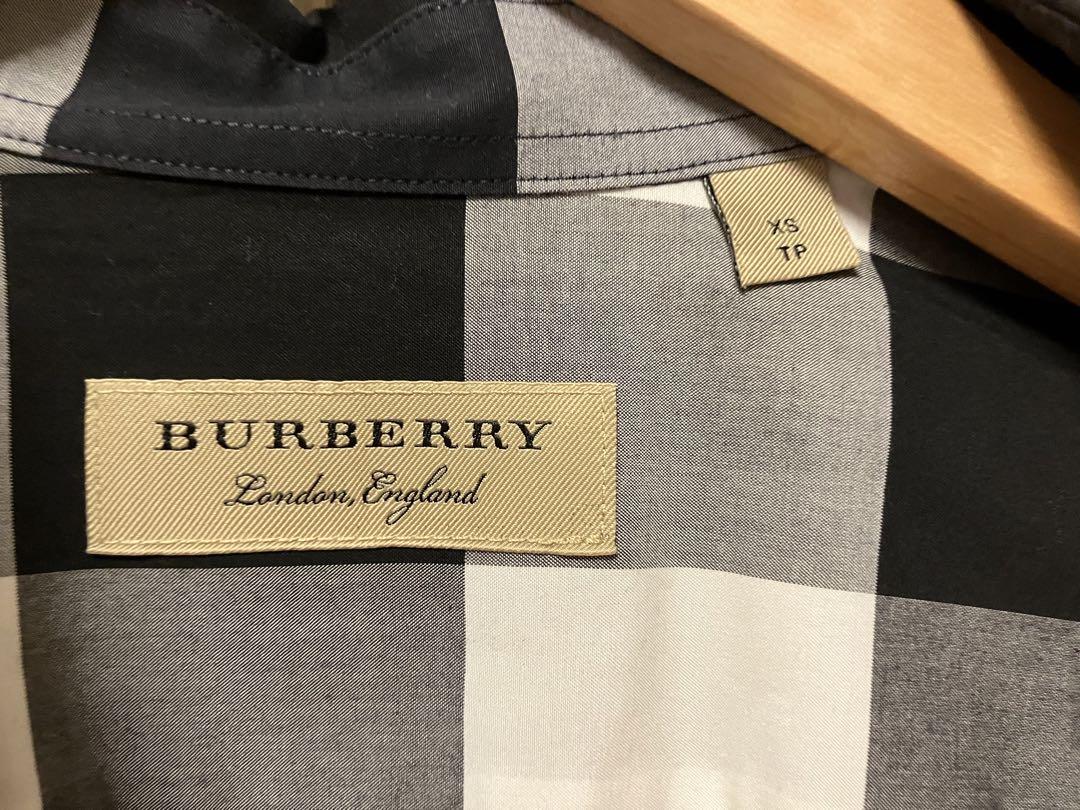 XS
TP
BURBERRY
London, England